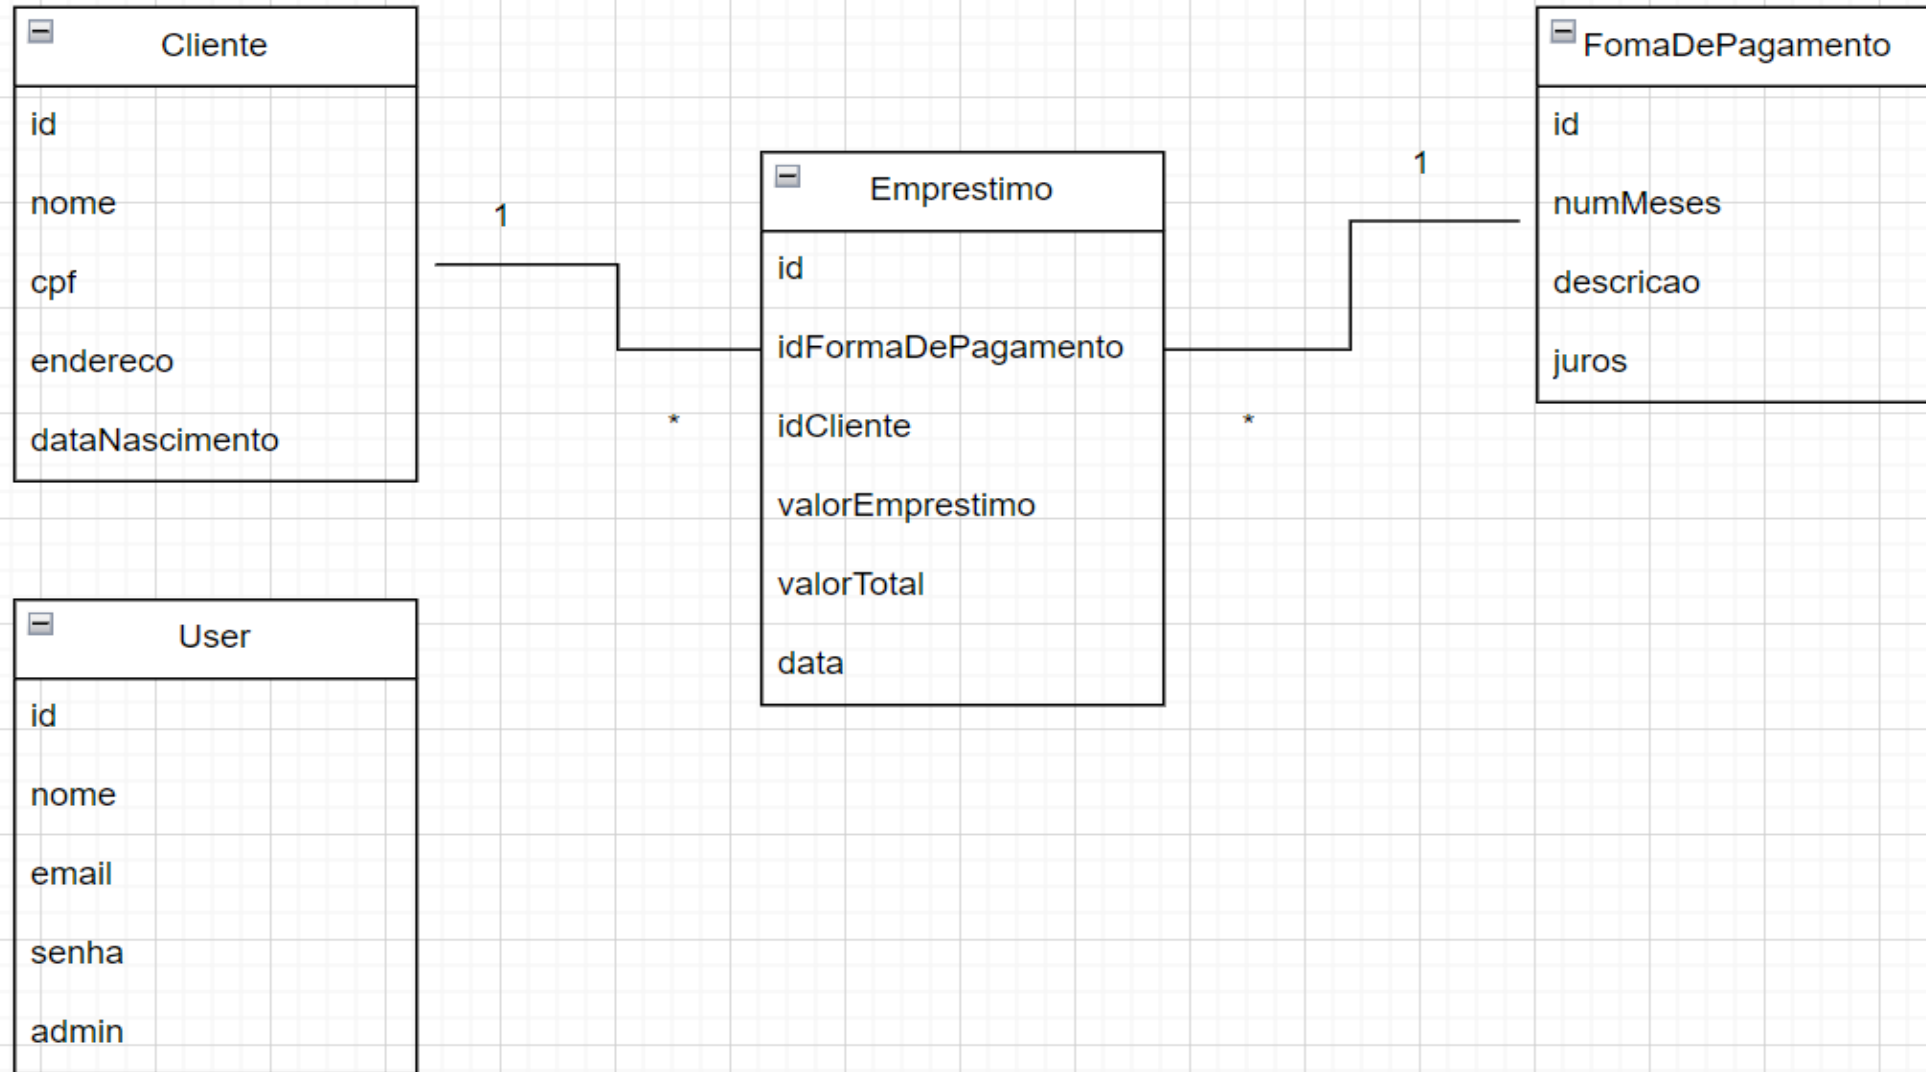 Cliente
id
nome
cpf
endereco
dataNascimento
1
*
Emprestimo
id
idFormaDePagamento
idCliente
valorEmprestimo
valorTotal
data
1
*
FomaDePagamento
id
numMeses
descricao
juros
User
id
nome
email
senha
admin